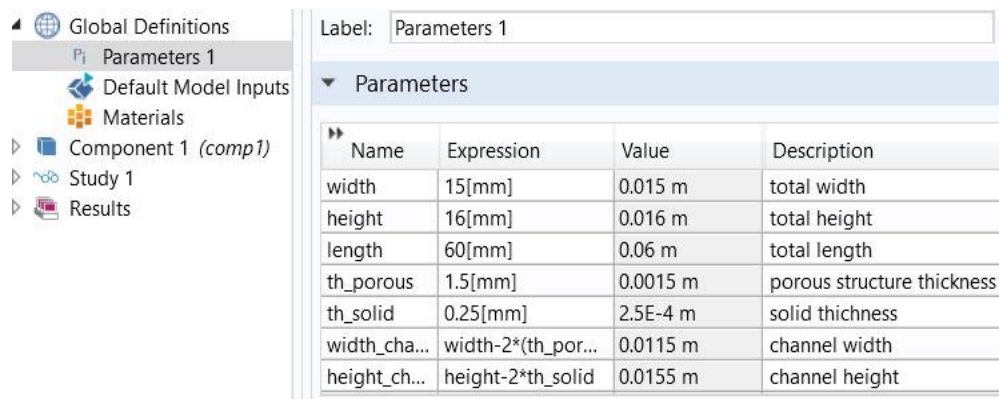 Global Definitions
Pi Parameters 1
Default Model Inputs
Materials
Component 1 (comp1)
Study 1
Results
Label: Parameters 1
Parameters
Name Expression Value Description
width 15[mm] 0.015 m total width
height 16[mm] 0.016 m total height
length 60[mm] 0.06 m total length
th_porous 1.5[mm] 0.0015 m porous structure thickness
th_solid 0.25[mm] 2.5E-4 m solid thichness
width_cha... width-2*(th_por... 0.0115 m channel width
height_ch... height-2*th_solid 0.0155 m channel height